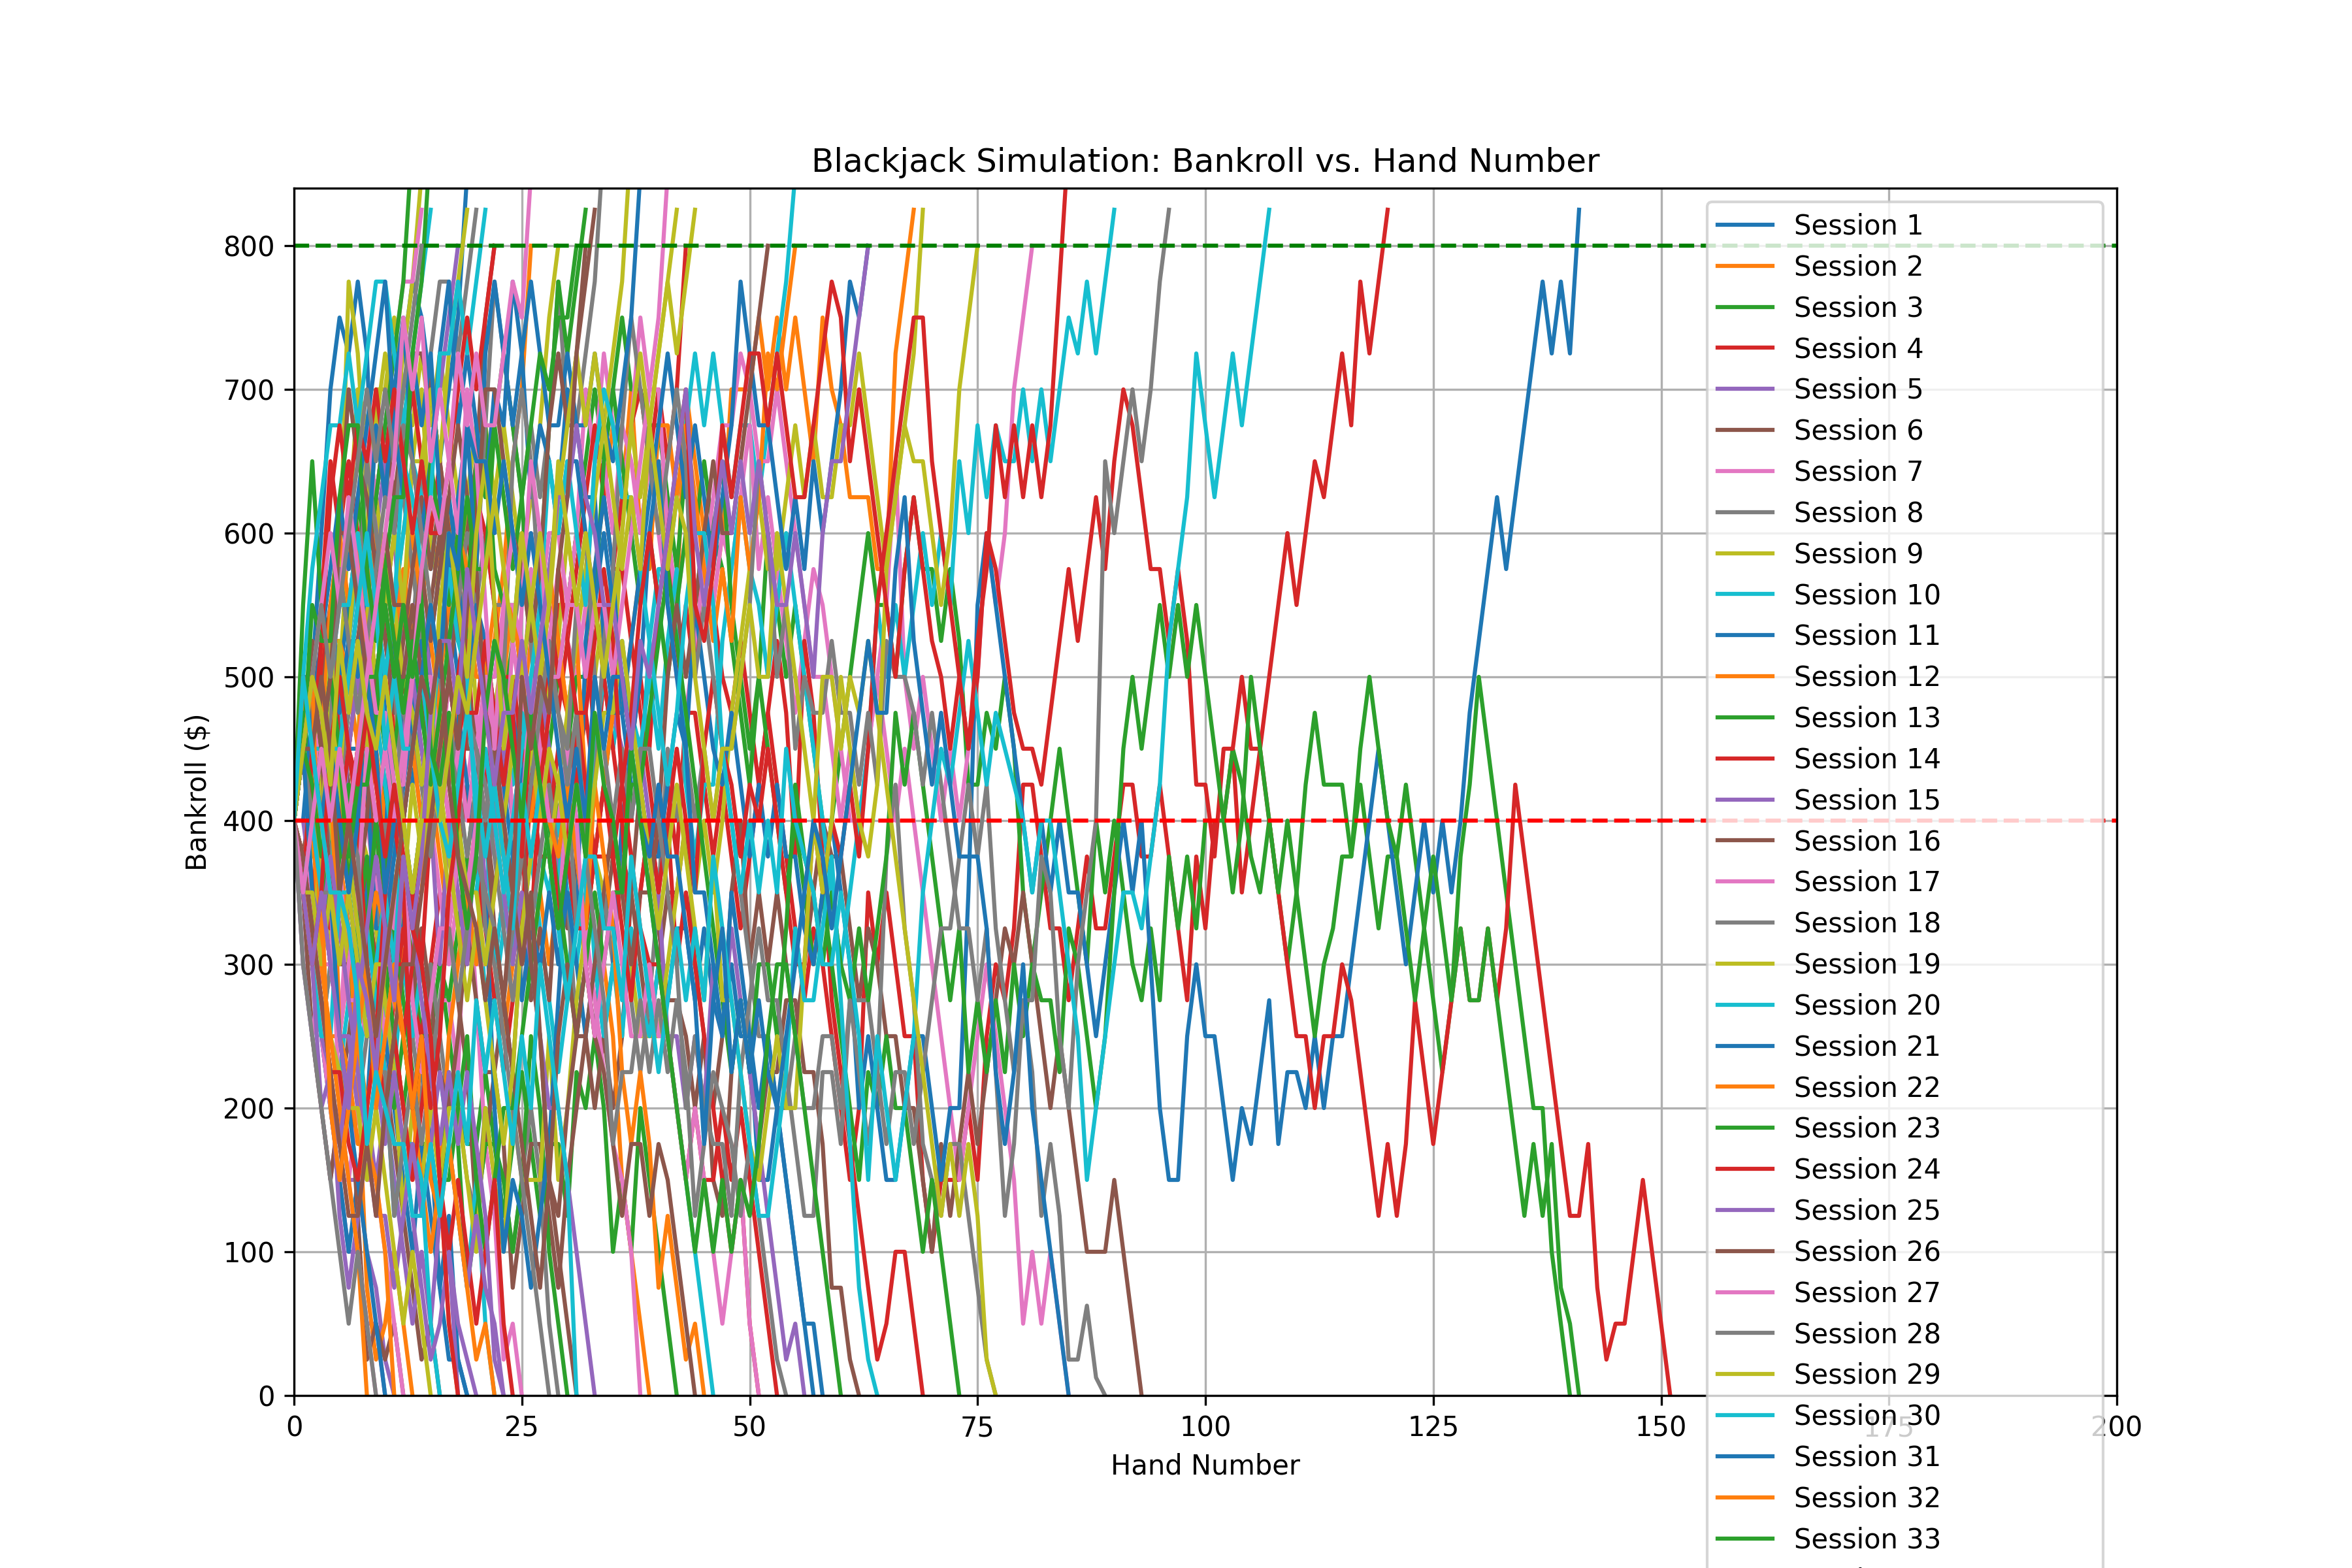 Blackjack Simulation: Bankroll vs. Hand Number
Bankroll ($)
800
700
600
500
400
300
200
100
0
0 25 50 75 100 125 150 175 200
Hand Number
Session 1
Session 2
Session 3
Session 4
Session 5
Session 6
Session 7
Session 8
Session 9
Session 10
Session 11
Session 12
Session 13
Session 14
Session 15
Session 16
Session 17
Session 18
Session 19
Session 20
Session 21
Session 22
Session 23
Session 24
Session 25
Session 26
Session 27
Session 28
Session 29
Session 30
Session 31
Session 32
Session 33